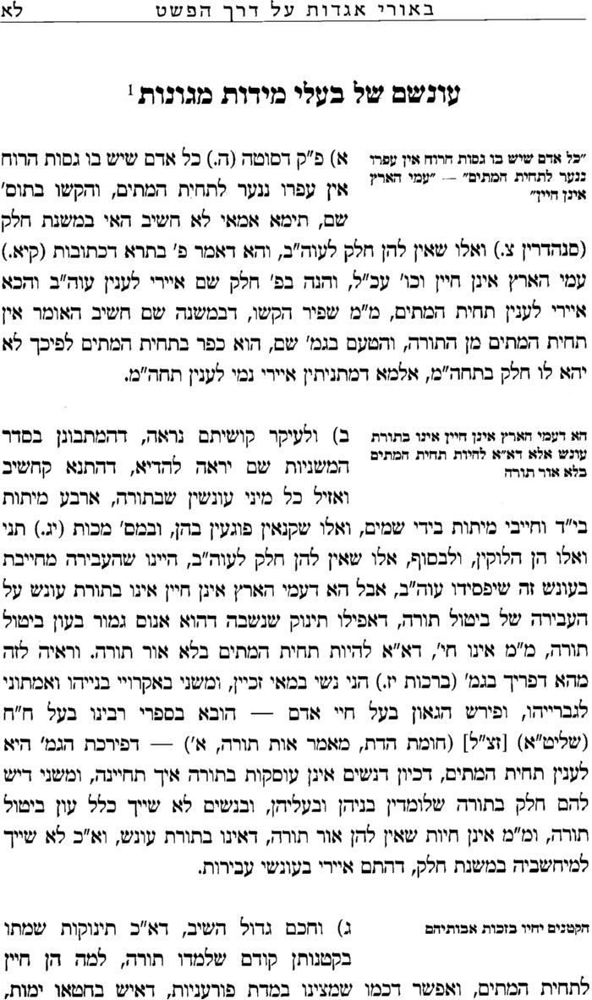 באורי אגדות על דרך הפשט לא
עונשם של בעלי מידות מגונות1
"כל אדם שיש בו גסות הרוח אין עפרו
ננער לתחית המתים" — "עמי הארץ
אינן חיין"
א) פ"ק דסוטה (ה.) כל אדם שיש בו גסות הרוח
אין עפרו ננער לתחית המתים, והקשו בתוס'
שם, תימא אמאי לא חשיב האי במשנת חלק
(סנהדרין צ.) ואלו שאין להן חלק לעוה"ב, והא דאמר פ' בתרא דכתובות (קיא.)
עמי הארץ אינן חיין וכו' עכ"ל, והנה בפ' חלק שם איירי לענין עוה"ב והכא
איירי לענין תחית המתים, מ"מ שפיר הקשו, דבמשנה שם חשיב האומר אין
תחית המתים מן התורה, והטעם בגמ' שם, הוא כפר בתחית המתים לפיכך לא
יהא לו חלק בתחה"מ, אלמא דמתניתין איירי נמי לענין תחה"מ.
הא דעמי הארץ אינן חיין אינו בתורת
עונש אלא דא"א להיות תחית המתים
בלא אור תורה
ב) ולעיקר קושיתם נראה, דהמתבונן בסדר
המשניות שם יראה להדיא, דהתנא קחשיב
ואזיל כל מיני עונשין שבתורה, ארבע מיתות
בי"ד וחייבי מיתות בידי שמים, ואלו שקנאין פוגעין בהן, ובמס' מכות (יג.) תני
ואלו הן הלוקין, ולבסוף, אלו שאין להן חלק לעוה"ב, היינו שהעבירה מחייבת
בעונש זה שיפסידו עוה"ב, אבל הא דעמי הארץ אינן חיין אינו בתורת עונש על
העבירה של ביטול תורה, דאפילו תינוק שנשבה דהוא אנוס גמור בעון ביטול
תורה, מ"מ אינו חי', דא"א להיות תחית המתים בלא אור תורה. וראיה לזה
מהא דפריך בגמ' (ברכות יז.) הני נשי במאי זכיין, ומשני באקרויי בנייהו ואמתוני
לגברייהו, ופירש הגאון בעל חיי אדם — הובא בספרי רבינו בעל ח"ח
(שליט"א) [זצ"ל] (חומת הדת, מאמר אות תורה, א') — דפירכת הגמ' היא
לענין תחית המתים, דכיון דנשים אינן עוסקות בתורה איך תחיינה, ומשני דיש
להם חלק בתורה שלומדין בניהן ובעליהן, ובנשים לא שייך כלל עון ביטול
תורה, ומ"מ אינן חיות שאין להן אור תורה, דאינו בתורת עונש, וא"כ לא שייך
למיחשביה במשנת חלק, דהתם איירי בעונשי עבירות.
הקטנים יחיו בזכות אבותיהם
ג) וחכם גדול השיב, דא"כ תינוקות שמתו
בקטנותן קודם שלמדו תורה, למה הן חיין
לתחית המתים, ואפשר דכמו שמצינו במדת פורעניות, דאיש בחטאו ימות,